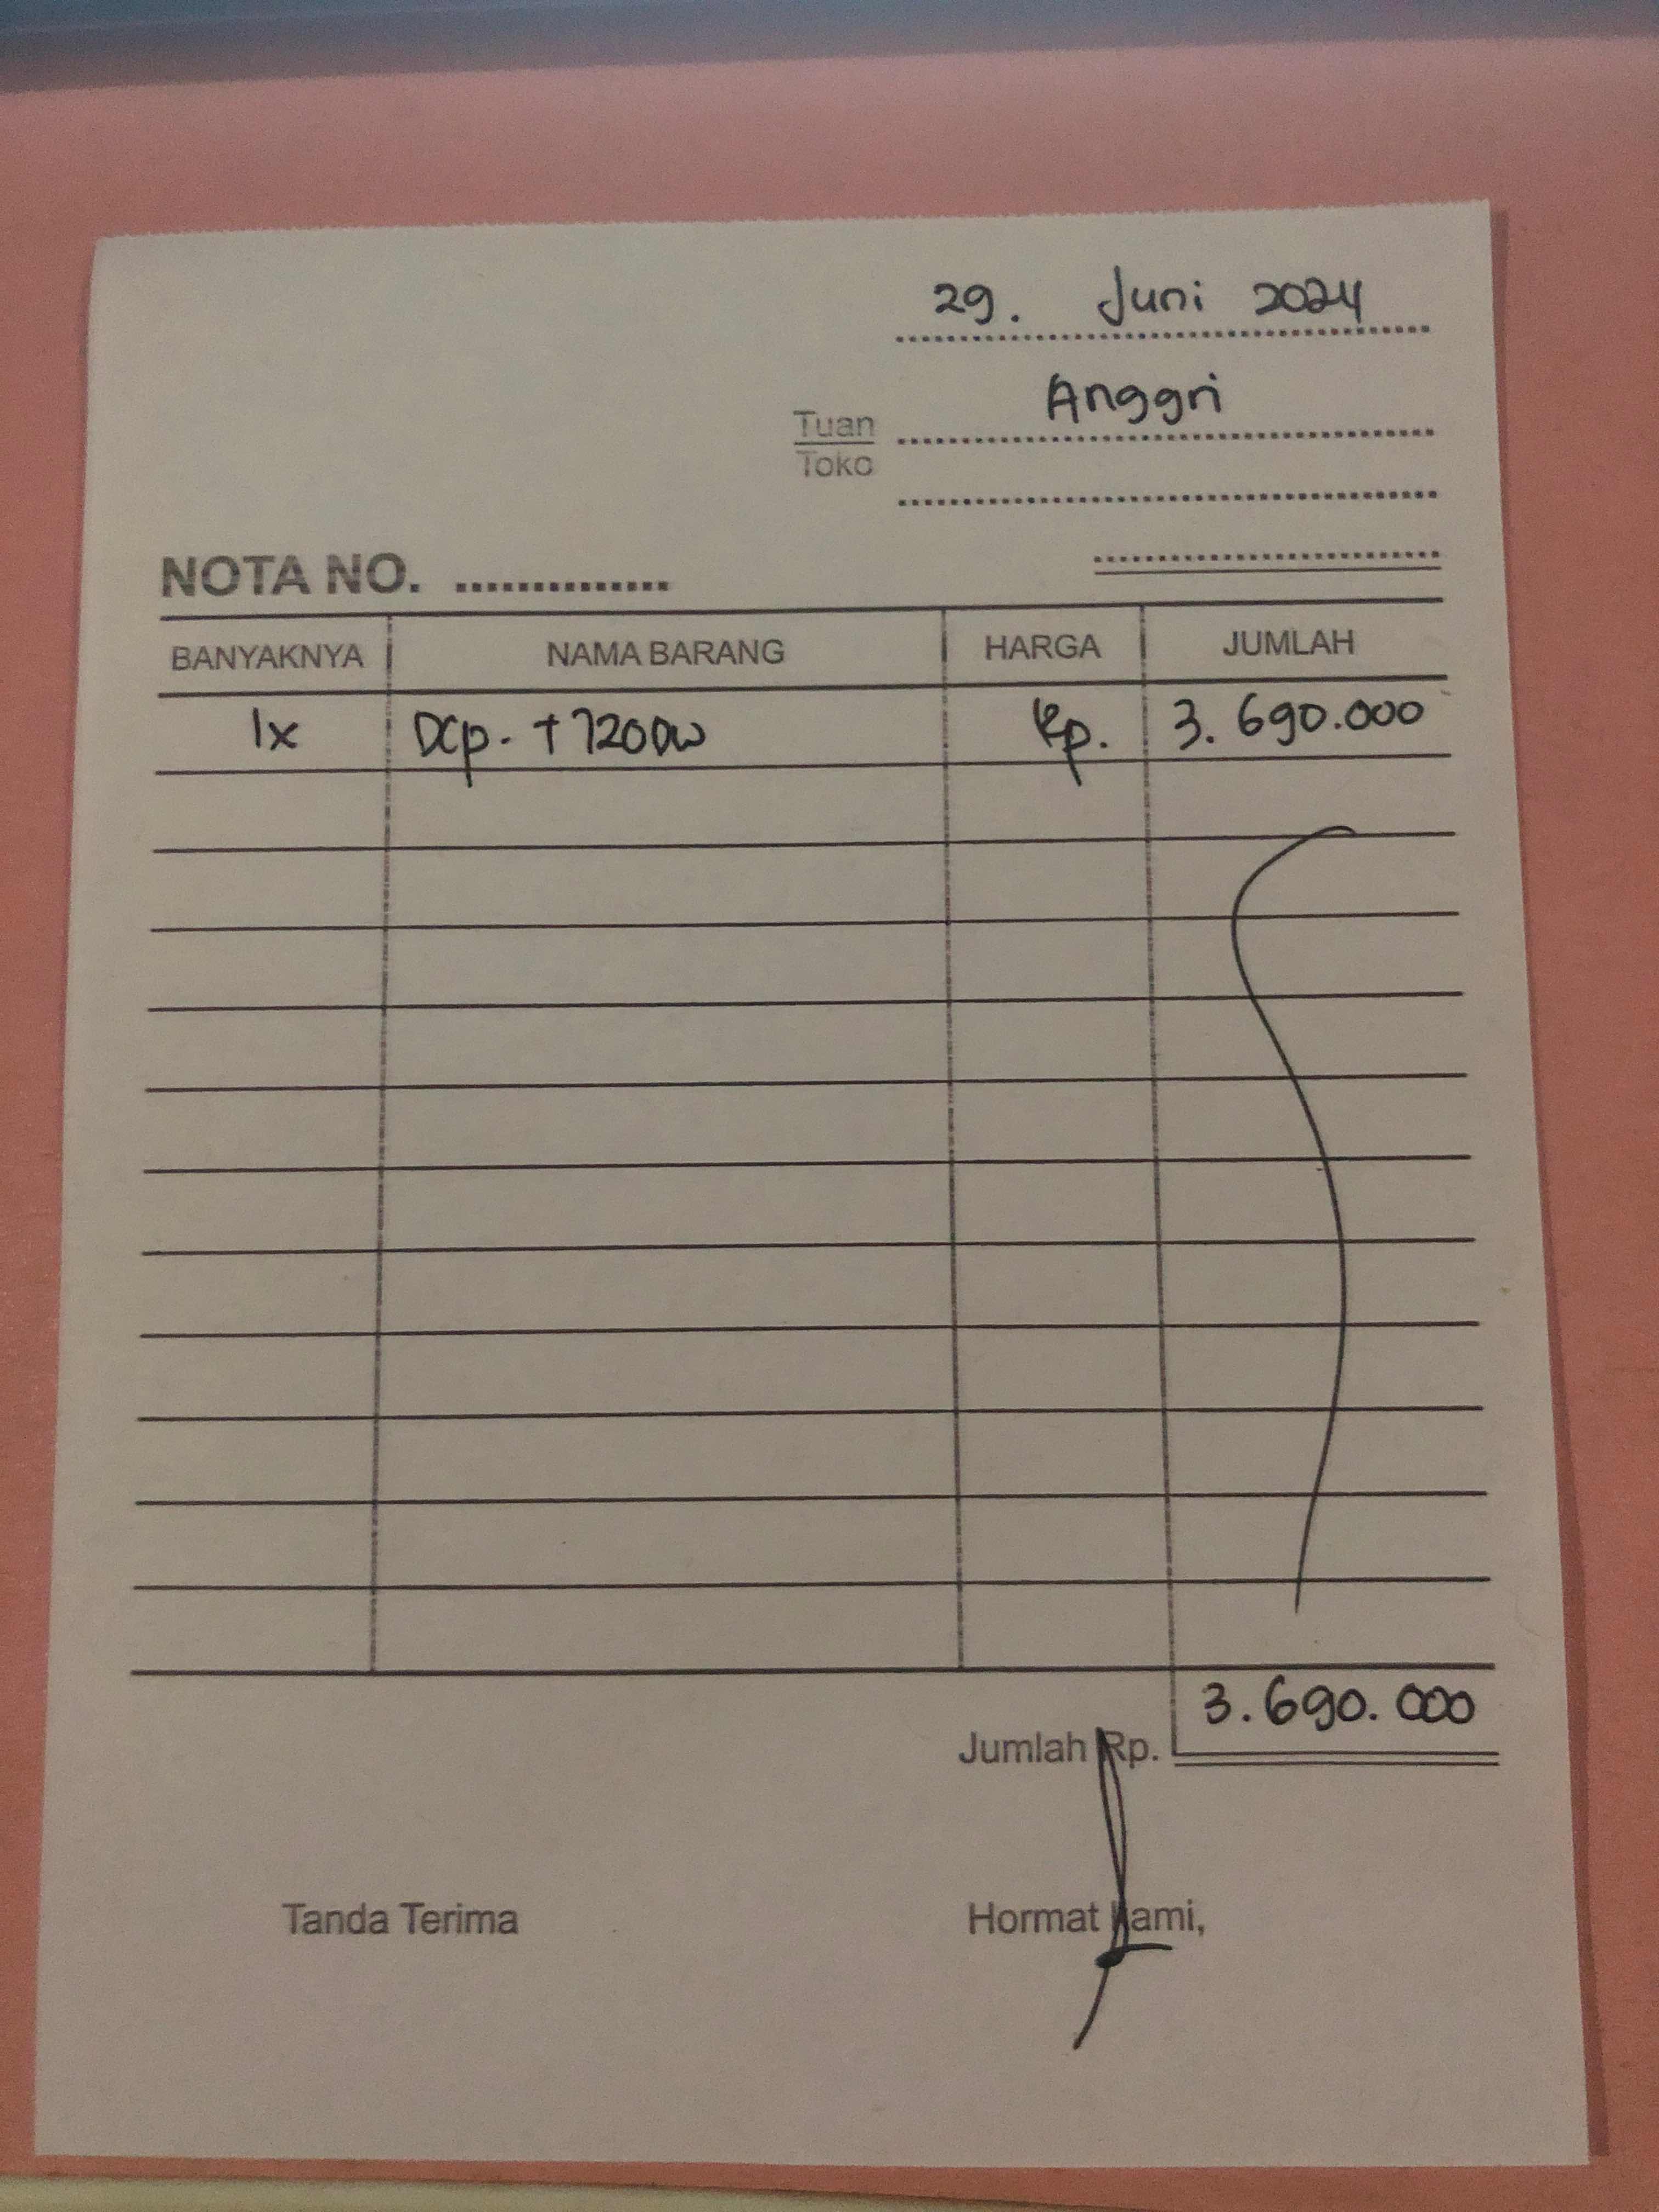 29. Juni 2024
Tuan Anggri
Toko
NOTA NO. ..............
BANYAKNYA NAMA BARANG HARGA JUMLAH
1x Dcp. T720DW Rp. 3.690.000
3.690.000
Jumlah Rp.
Tanda Terima Hormat Kami,